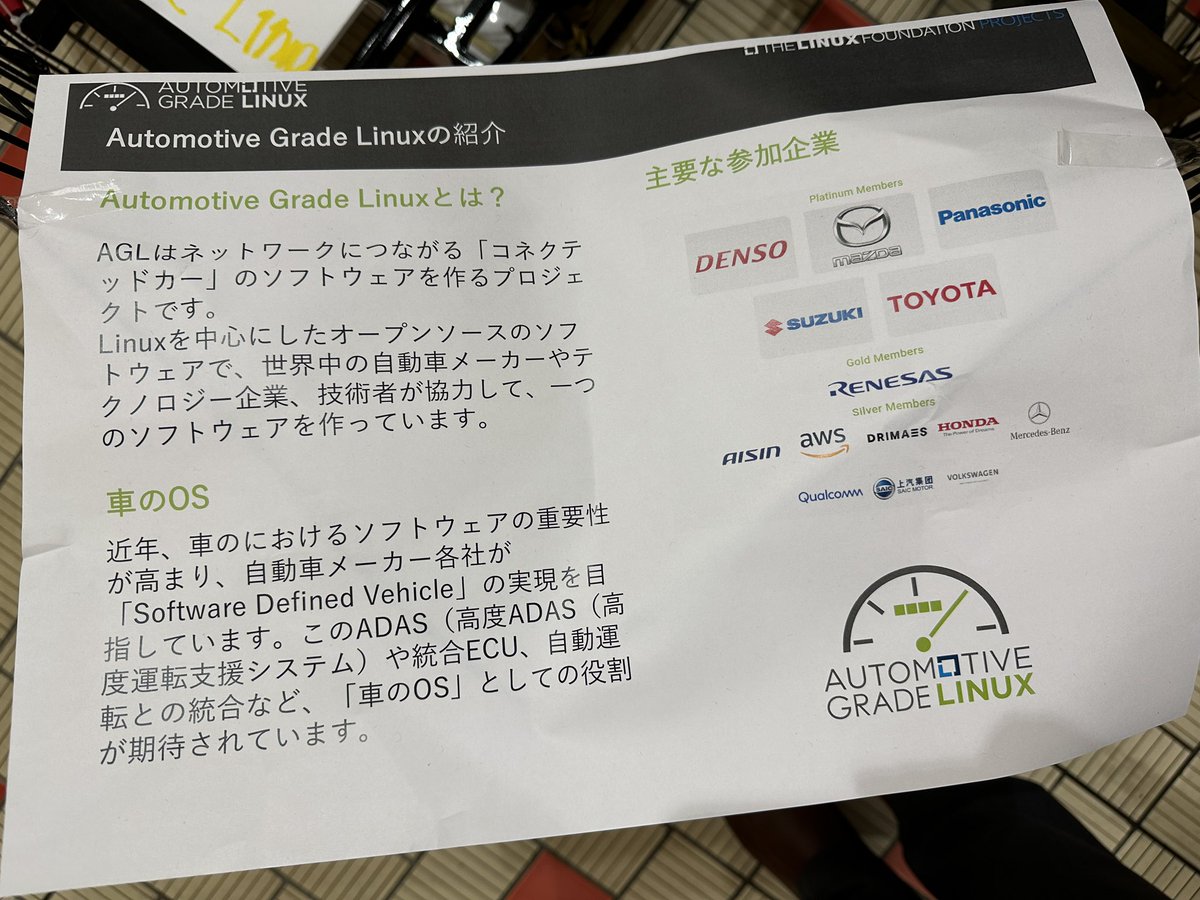 Linux
THE LINUX FOUNDATION PROJECTS
AUTOMOTIVE
GRADE LINUX
Automotive Grade Linuxの紹介
Automotive Grade Linuxとは？
AGLはネットワークにつながる「コネクテ
ッドカー」のソフトウェアを作るプロジェ
クトです。
Linuxを中心にしたオープンソースのソフ
トウェアで、世界中の自動車メーカーやテ
クノロジー企業、技術者が協力して、一つ
のソフトウェアを作っています。
車のOS
近年、車のにおけるソフトウェアの重要性
が高まり、自動車メーカー各社が
「Software Defined Vehicle」の実現を目
指しています。このADAS（高度ADAS（高
度運転支援システム）や統合ECU、自動運
転との統合など、「車のOS」としての役割
が期待されています。
主要な参加企業
Platinum Members
DENSO
mazda
Panasonic
SUZUKI
TOYOTA
Gold Members
RENESAS
Silver Members
AISIN
aws
DRIMAES
HONDA
The Power of Dreams
Mercedes-Benz
Qualcomm
SAIC
上汽集团
SAIC MOTOR
VOLKSWAGEN
AUTOMOTIVE
GRADE LINUX